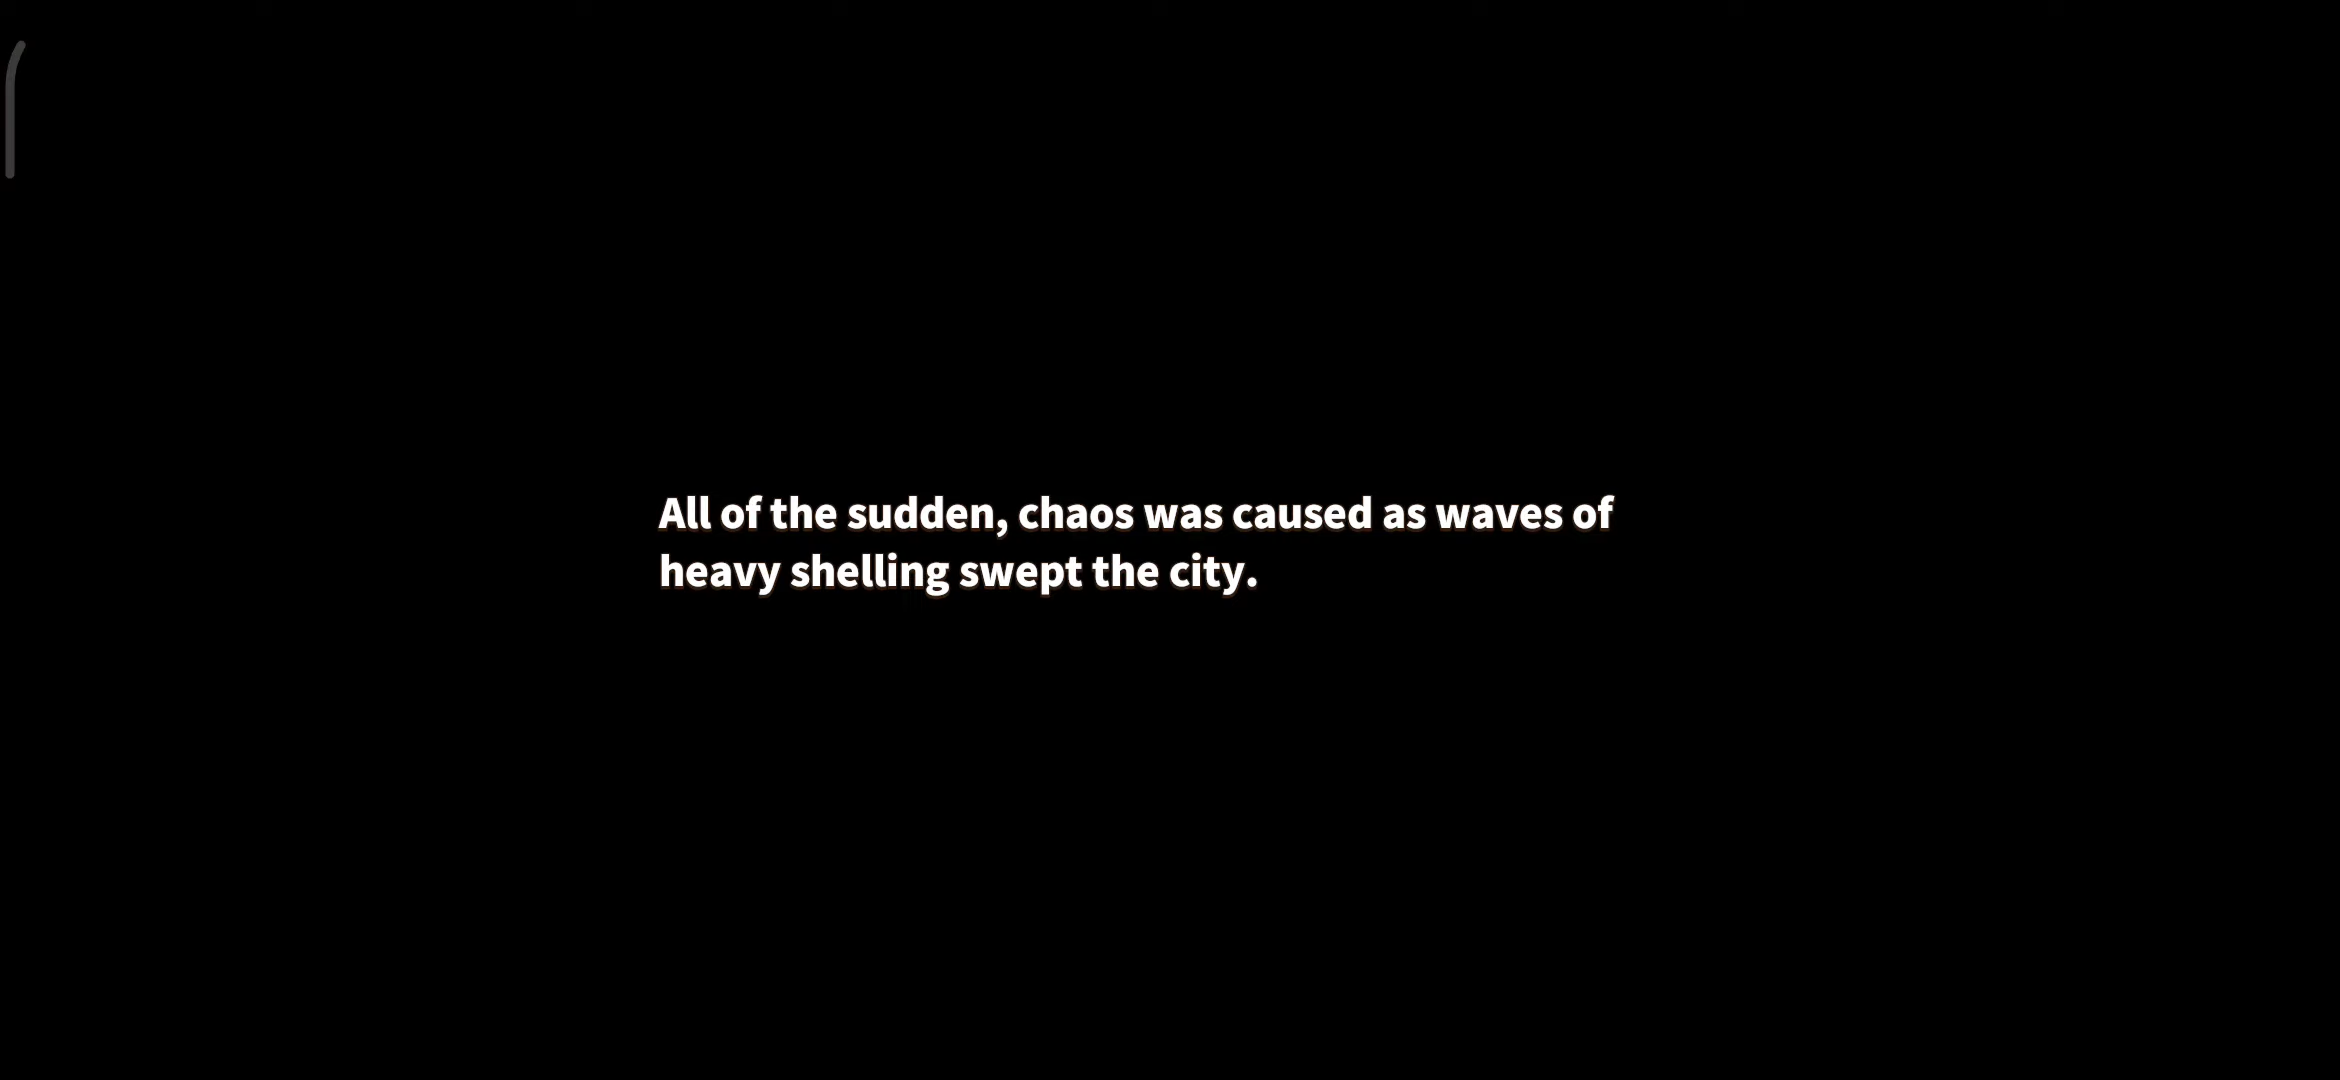 All of the sudden, chaos was caused as waves of
heavy shelling swept the city.